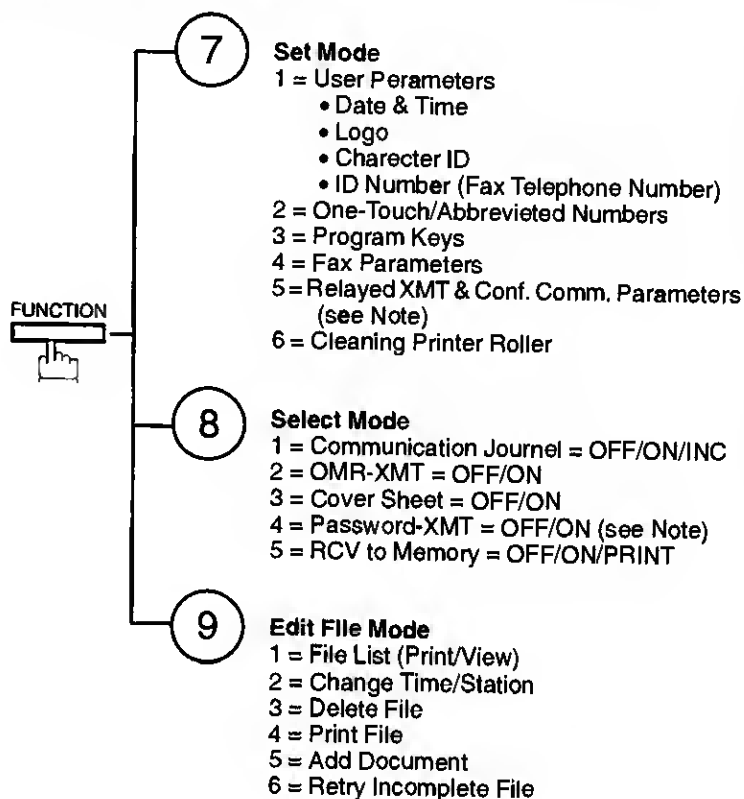 7
Set Mode
1 = User Perameters
• Date & Time
• Logo
• Charecter ID
• ID Number (Fax Telephone Number)
2 = One-Touch/Abbrevieted Numbers
3 = Program Keys
4 = Fax Parameters
5 = Relayed XMT & Conf. Comm. Parameters
(see Note)
6 = Cleaning Printer Roller
FUNCTION
8
Select Mode
1 = Communication Journel = OFF/ON/INC
2 = OMR-XMT = OFF/ON
3 = Cover Sheet = OFF/ON
4 = Password-XMT = OFF/ON (see Note)
5 = RCV to Memory = OFF/ON/PRINT
9
Edit File Mode
1 = File List (Print/View)
2 = Change Time/Station
3 = Delete File
4 = Print File
5 = Add Document
6 = Retry Incomplete File